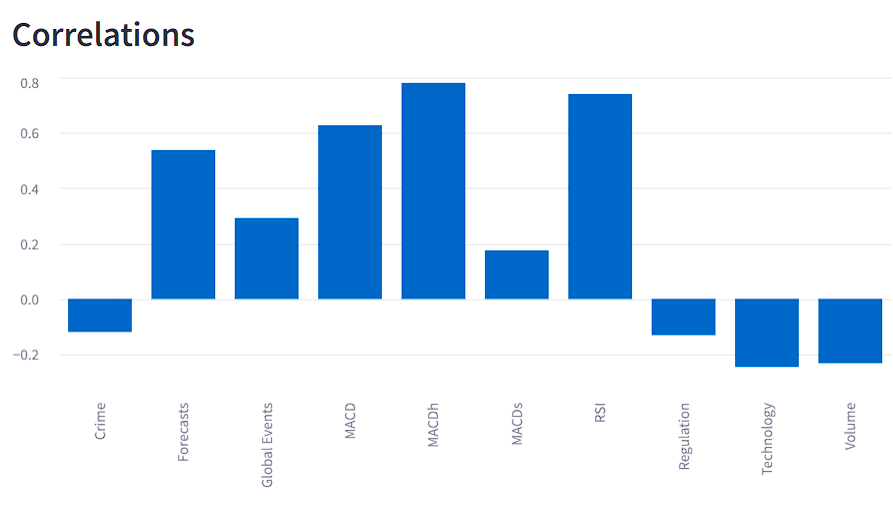 Correlations
0.8
0.6
0.4
0.2
0.0
−0.2
Crime
Forecasts
Global Events
MACD
MACDh
MACDs
RSI
Regulation
Technology
Volume